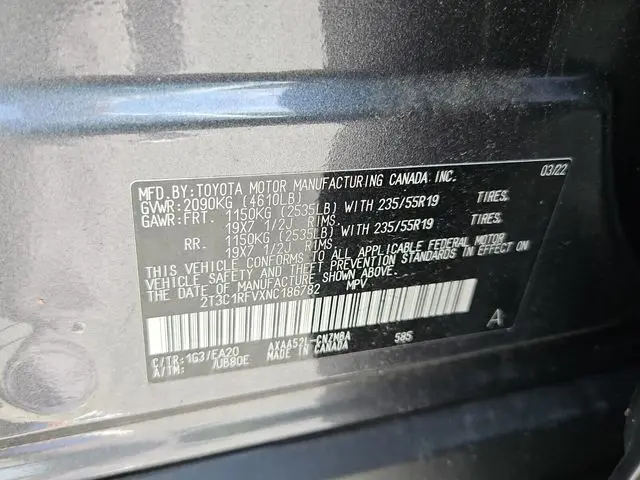 MFD.BY:TOYOTA MOTOR MANUFACTURING CANADA INC. 03/22
GVWR:2090KG (4610LB)
GAWR:FRT. 1150KG (2535LB) WITH 235/55R19 TIRES.
19X7 1/2J RIMS
RR. 1150KG (2535LB) WITH 235/55R19 TIRES.
19X7 1/2J RIMS
THIS VEHICLE CONFORMS TO ALL APPLICABLE FEDERAL MOTOR
VEHICLE SAFETY AND THEFT PREVENTION STANDARDS IN EFFECT ON
THE DATE OF MANUFACTURE SHOWN ABOVE.
2T3C1RFVXNC186782 MPV
C/TR:1G3/EA20 AXAA52L-CNZMBA 585 A
A/TM: /UB80E MADE IN CANADA